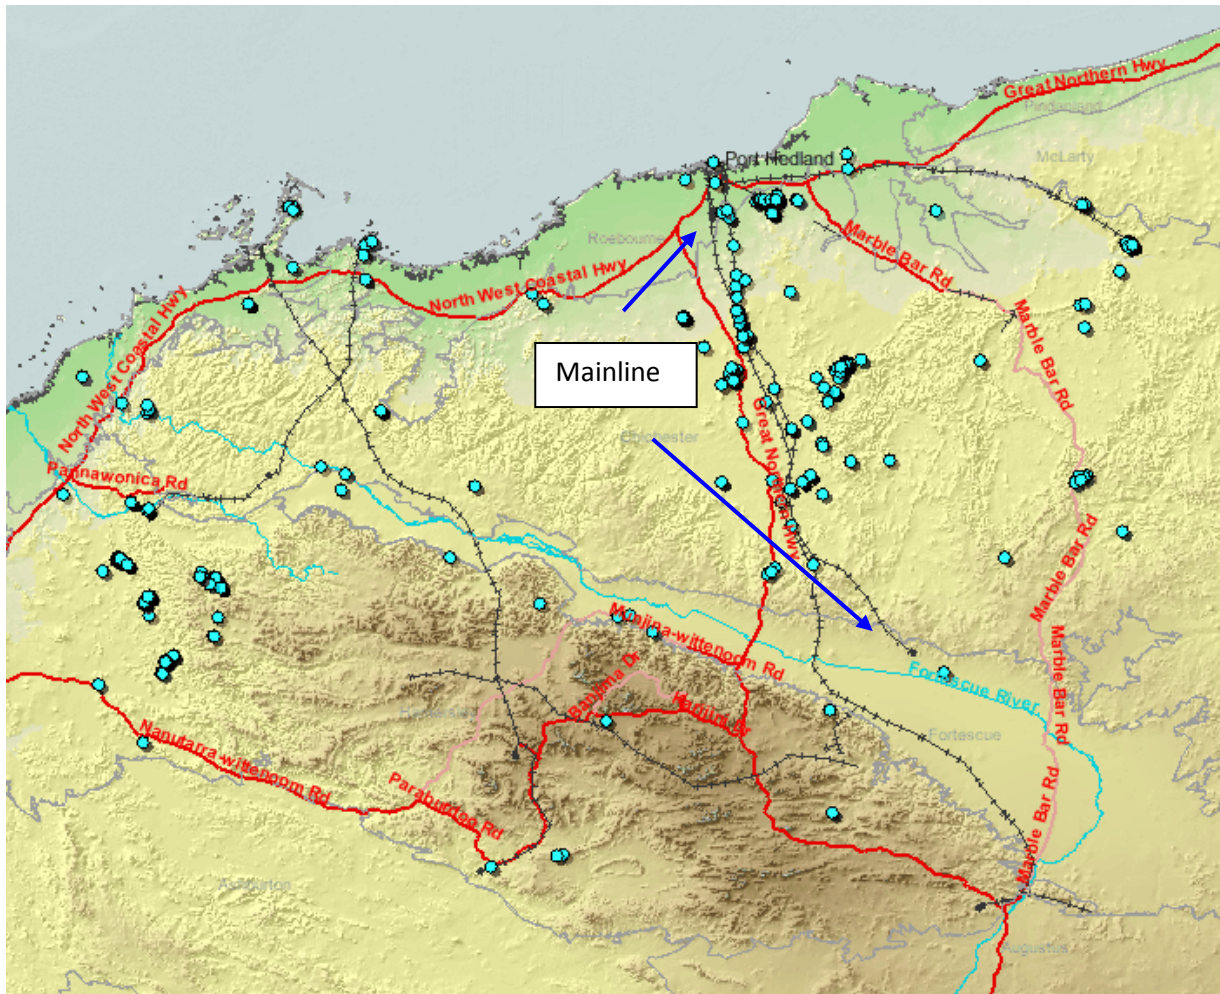 Great Northern Hwy
Pindanland
Port Hedland
McLarty
Roebourne
Marble Bar Rd
North West Coastal Hwy
North West Coastal Hwy
Marble Bar Rd
Mainline
Great Northern Hwy
Chichester
Pannawonica Rd
Marble Bar Rd
Munjina-wittenoom Rd
Marble Bar Rd
Banjima Dr
Fortescue River
Karijini Dr
Hamersley
Fortescue
Nanutarra-wittenoom Rd
Paraburdoo Rd
Marble Bar Rd
Ashburton
Augustus